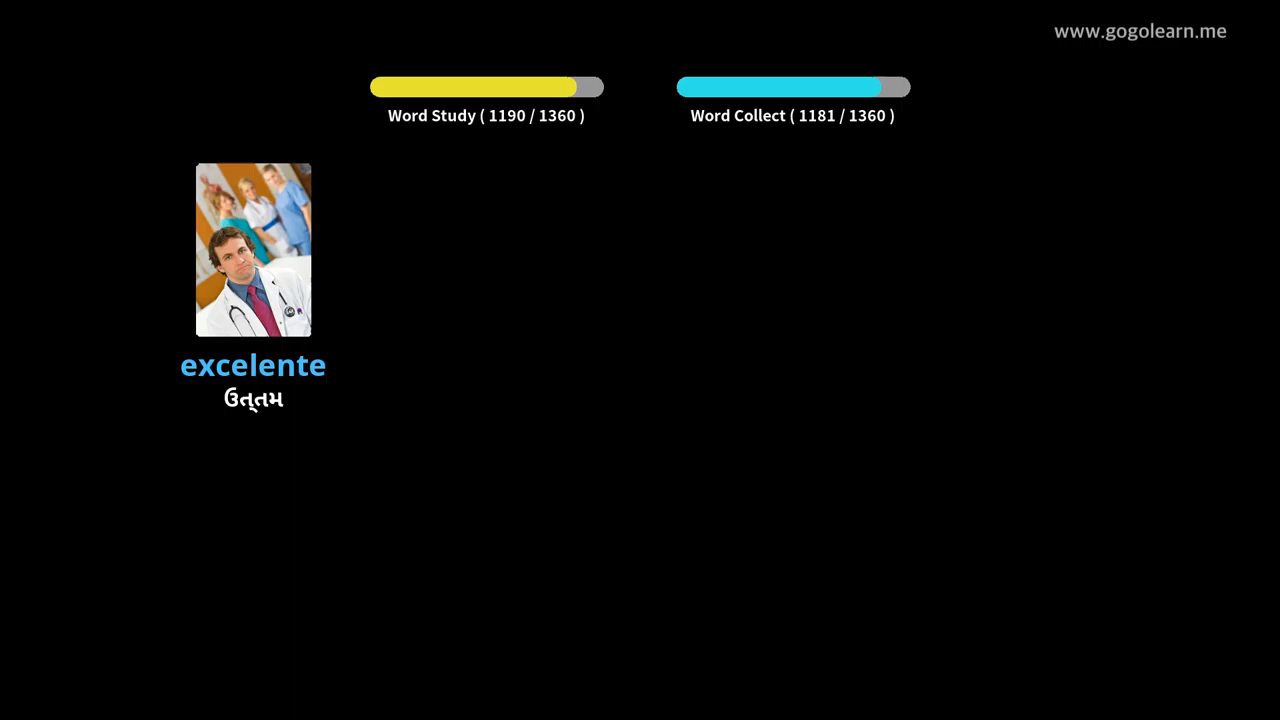 www.gogolearn.me
Word Study ( 1190 / 1360 )
Word Collect ( 1181 / 1360 )
excelente
ઉત્તમ